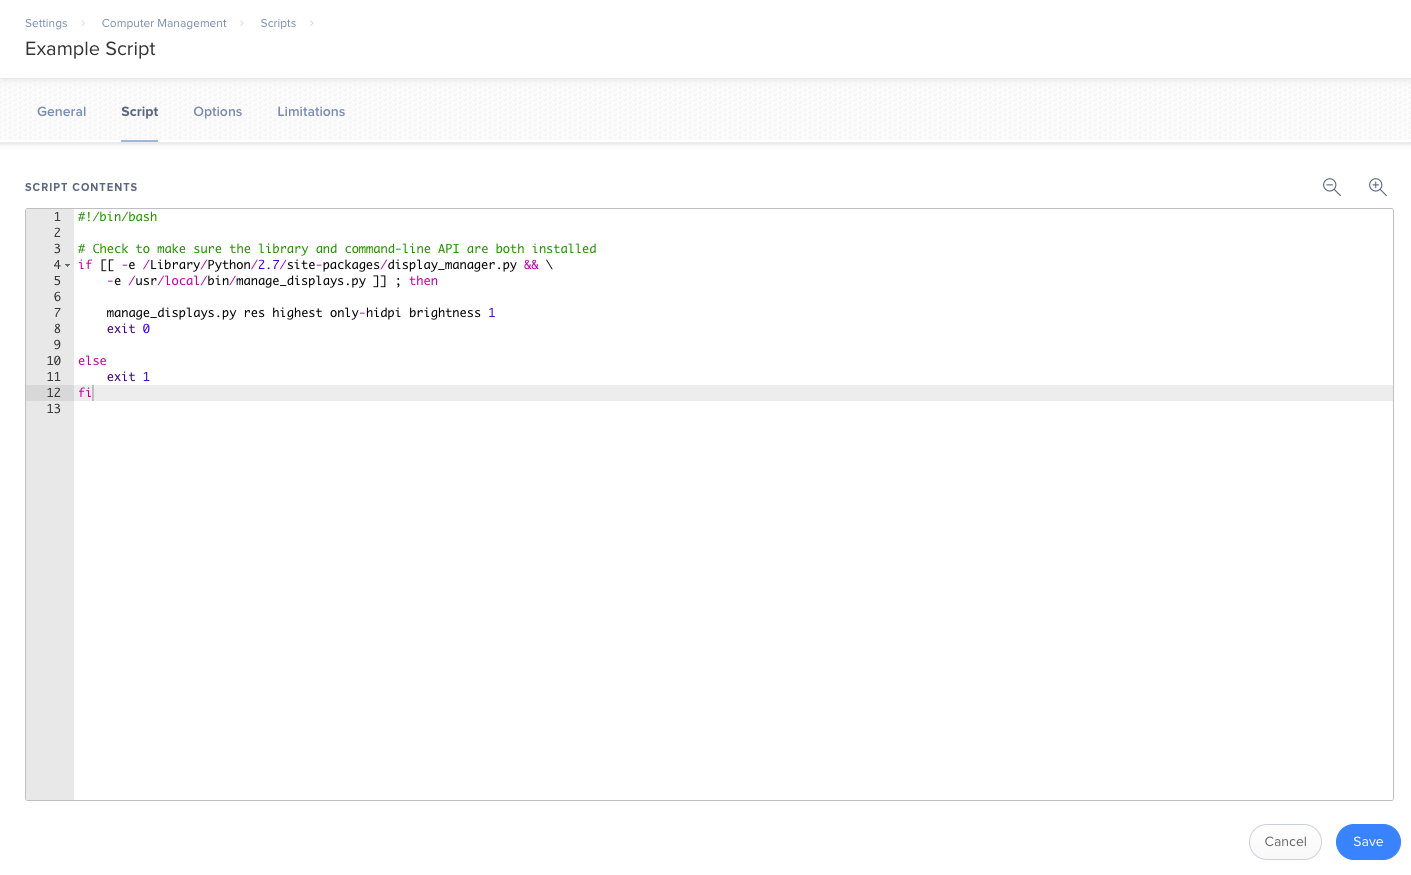 Settings > Computer Management > Scripts >
Example Script
General Script Options Limitations
SCRIPT CONTENTS
1 #!/bin/bash
2
3 # Check to make sure the library and command-line API are both installed
4 if [[ -e /Library/Python/2.7/site-packages/display_manager.py && \
5     -e /usr/local/bin/manage_displays.py ]] ; then
6
7     manage_displays.py res highest only-hidpi brightness 1
8     exit 0
9
10 else
11     exit 1
12 fi
13
Cancel Save